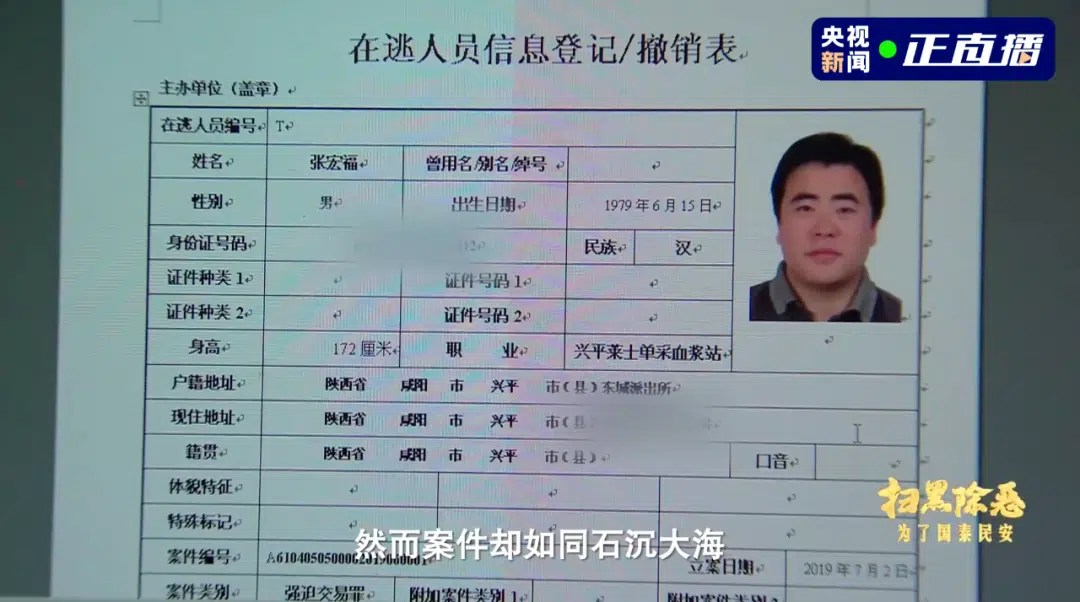 央视新闻 正直播
在逃人员信息登记/撤销表
主办单位（盖章）
在逃人员编号 T
姓名 张宏福 曾用名/别名/绰号
性别 男 出生日期 1979年6月15日
身份证号码 民族 汉
证件种类1 证件号码1
证件种类2 证件号码2
身高 172厘米 职 业 兴平莱士单采血浆站
户籍地址 陕西省 咸阳 市 兴平 市（县）东城派出所
现住地址 陕西省 咸阳 市 兴平 市（县
籍贯 陕西省 咸阳 市 兴平 市（县） 口音
体貌特征
特殊标记
扫黑除恶
为了国泰民安
然而案件却如同石沉大海
案件编号 立案日期 2019年7月2日
案件类别 强迫交易罪 附加案件类别1 附加案件类别2